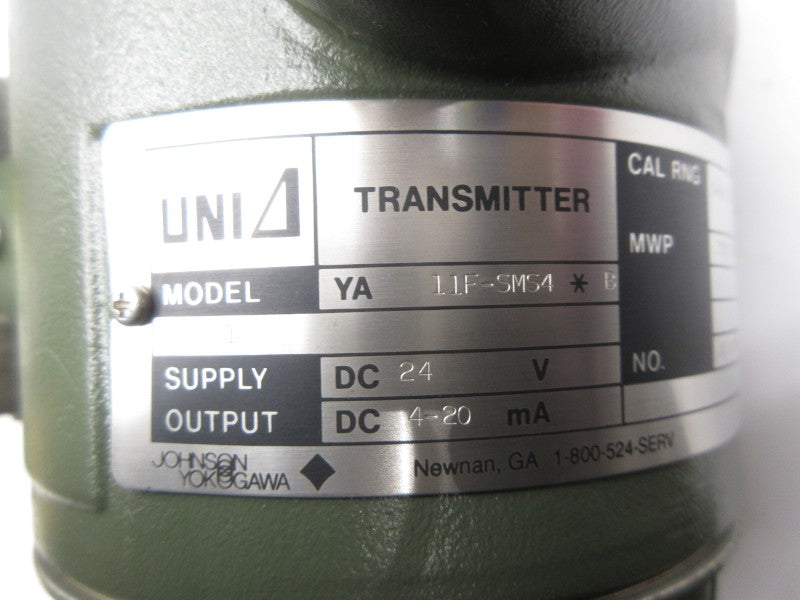 UNIΔ
TRANSMITTER
CAL RNG
MWP
MODEL YA 11F-SMS4 * B
1
SUPPLY DC 24 V
NO.
OUTPUT DC 4-20 mA
JOHNSON
YOKOGAWA
Newnan, GA 1-800-524-SERV